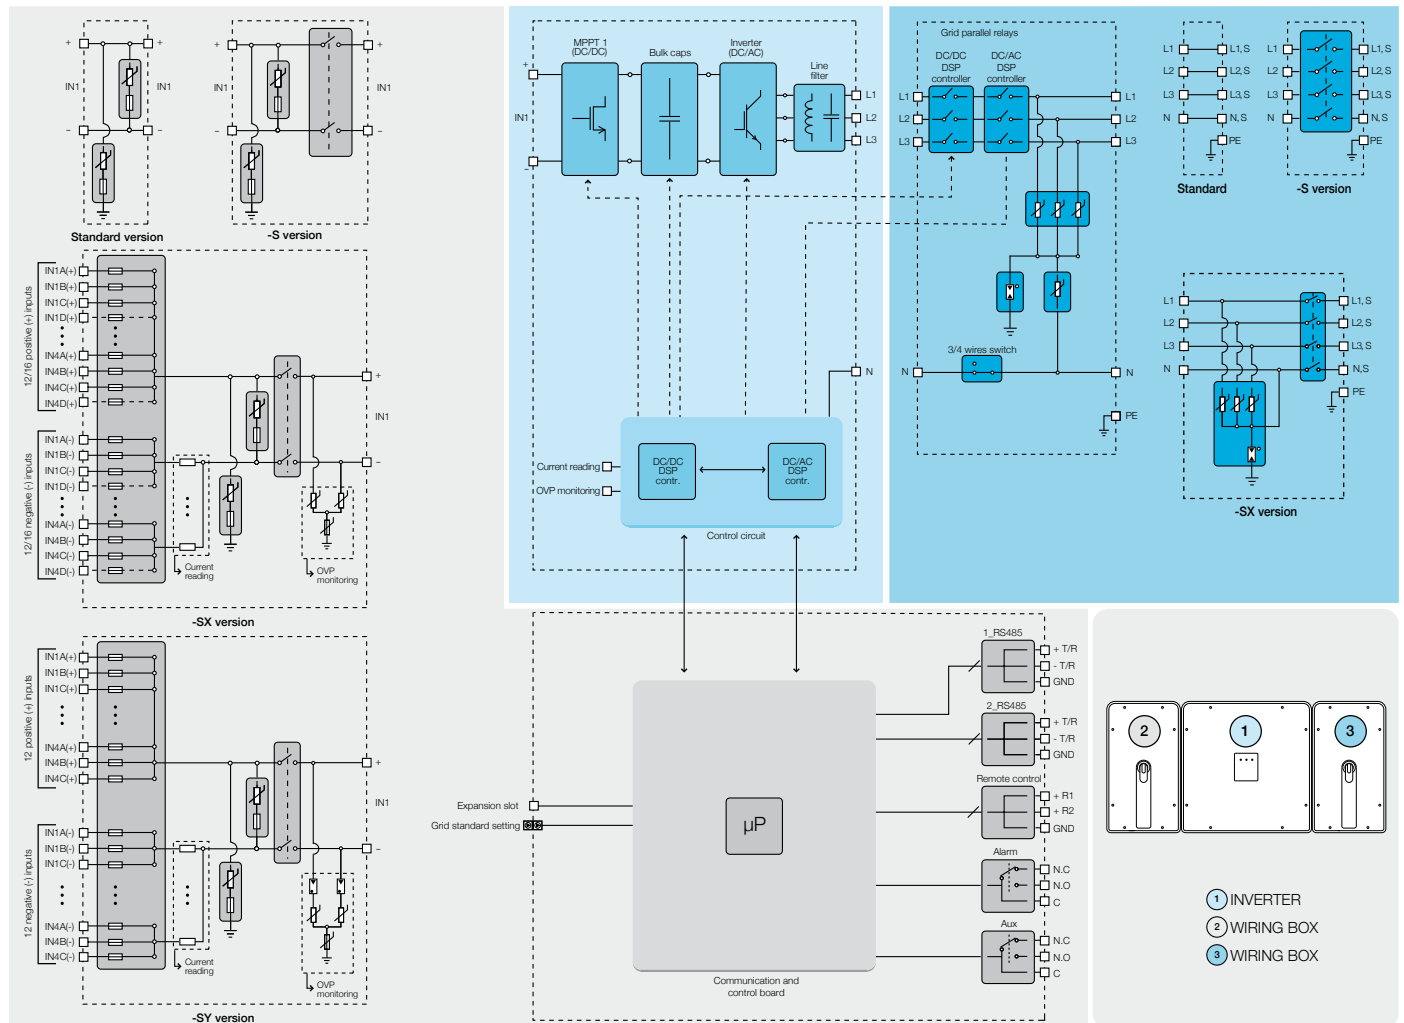 +
+
IN1
IN1
−
−
Standard version
+
+
IN1
IN1
−
−
-S version
12/16 positive (+) inputs
IN1A(+)
IN1B(+)
IN1C(+)
IN1D(+)
IN4A(+)
IN4B(+)
IN4C(+)
IN4D(+)
12/16 negative (-) inputs
IN1A(-)
IN1B(-)
IN1C(-)
IN1D(-)
IN4A(-)
IN4B(-)
IN4C(-)
IN4D(-)
+
IN1
−
Current
reading
OVP
monitoring
-SX version
12 positive (+) inputs
IN1A(+)
IN1B(+)
IN1C(+)
IN4A(+)
IN4B(+)
IN4C(+)
12 negative (-) inputs
IN1A(-)
IN1B(-)
IN1C(-)
IN4A(-)
IN4B(-)
IN4C(-)
+
IN1
−
Current
reading
OVP
monitoring
-SY version
MPPT 1
(DC/DC)
Bulk caps
Inverter
(DC/AC)
Line
filter
+
IN1
−
L1
L2
L3
N
Current reading
OVP monitoring
DC/DC
DSP
contr.
DC/AC
DSP
contr.
Control circuit
Grid parallel relays
DC/DC
DSP
controller
DC/AC
DSP
controller
L1
L2
L3
L1
L2
L3
3/4 wires switch
N
N
PE
L1
L2
L3
N
L1, S
L2, S
L3, S
N, S
PE
Standard
L1
L2
L3
N
L1, S
L2, S
L3, S
N, S
PE
-S version
L1
L2
L3
N
L1, S
L2, S
L3, S
N, S
PE
-SX version
Expansion slot
Grid standard setting
µP
Communication and
control board
1_RS485
+ T/R
- T/R
GND
2_RS485
+ T/R
- T/R
GND
Remote control
+ R1
+ R2
GND
Alarm
N.C
N.O
C
Aux
N.C
N.O
C
2
1
3
1 INVERTER
2 WIRING BOX
3 WIRING BOX